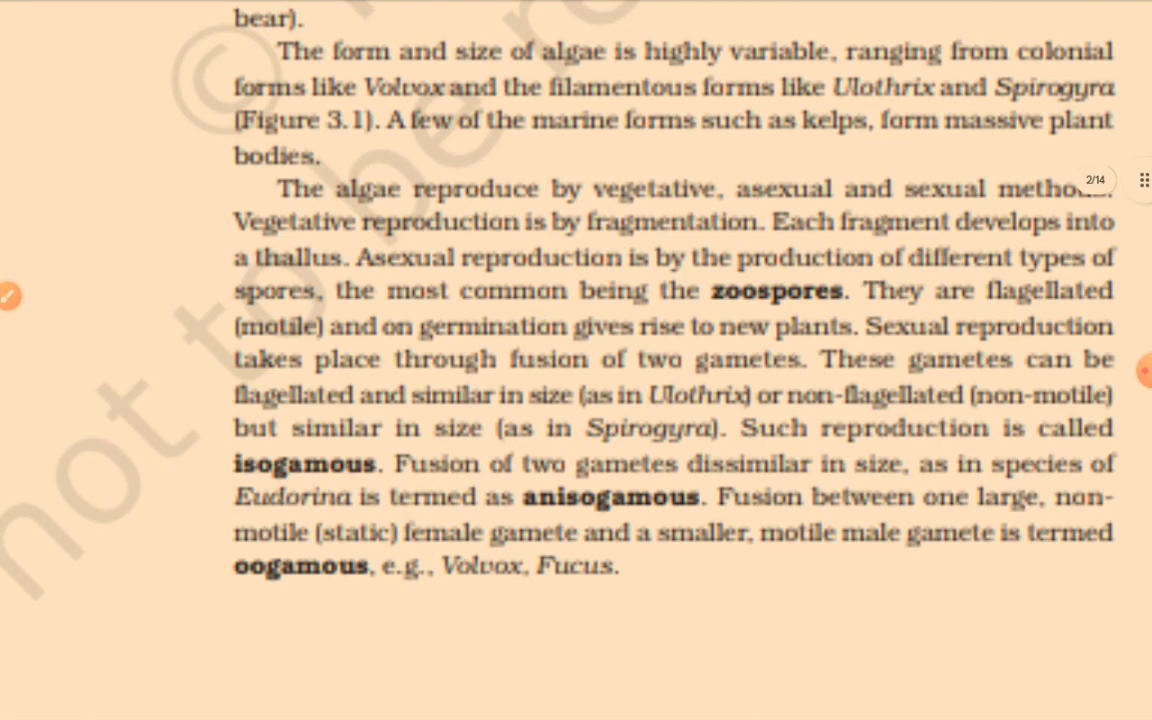 bear).
The form and size of algae is highly variable, ranging from colonial
forms like Volvox and the filamentous forms like Ulothrix and Spirogyra
(Figure 3.1). A few of the marine forms such as kelps, form massive plant
bodies.
The algae reproduce by vegetative, asexual and sexual
2/14
Vegetative reproduction is by fragmentation. Each fragment develops into
a thallus. Asexual reproduction is by the production of different types of
spores, the most common being the zoospores. They are flagellated
(motile) and on germination gives rise to new plants. Sexual reproduction
takes place through fusion of two gametes. These gametes can be
flagellated and similar in size (as in Ulothrix) or non-flagellated (non-motile)
but similar in size (as in Spirogyra). Such reproduction is called
isogamous. Fusion of two gametes dissimilar in size, as in species of
Eudorina is termed as anisogamous. Fusion between one large, non-
motile (static) female gamete and a smaller, motile male gamete is termed
oogamous, e.g., Volvox, Fucus.
© not to be re